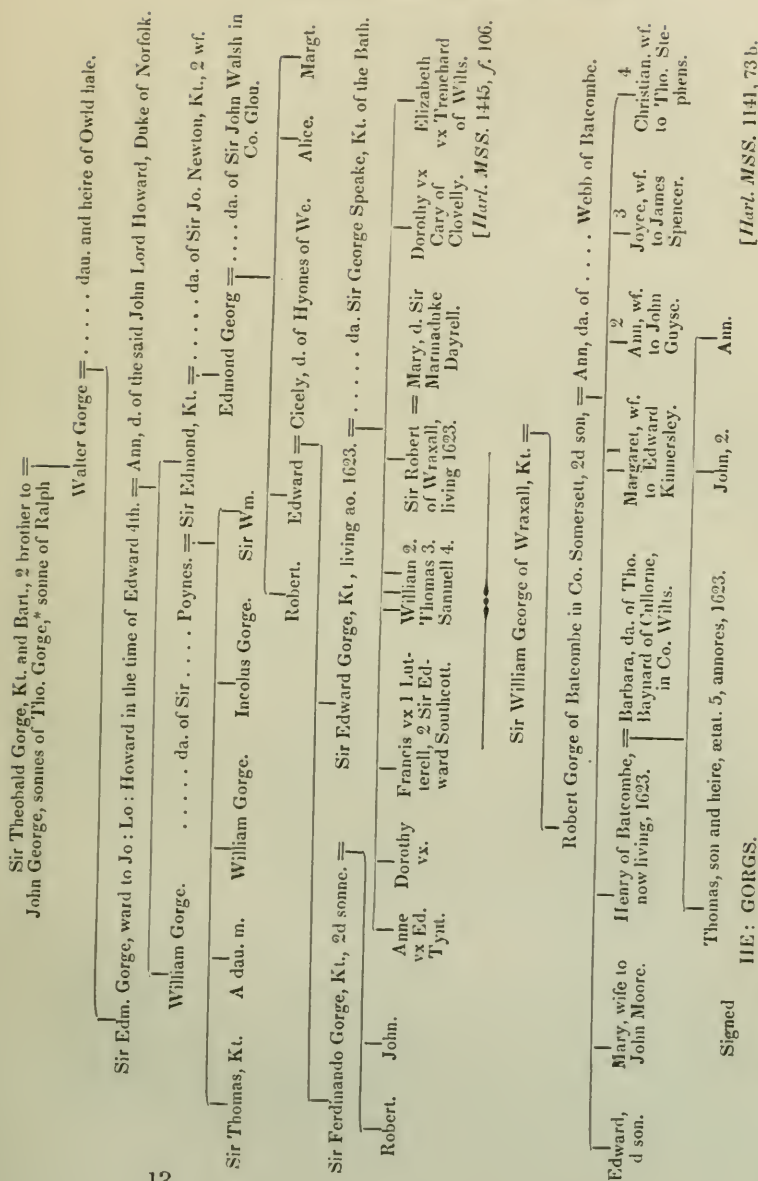 Sir Theobald Gorge, Kt. and Bart., 2 brother to =
John George, sonnes of Tho. Gorge,* sonne of Ralph
Walter Gorge = . . . . . dau. and heire of Owld hale.
Sir Edm. Gorge, ward to Jo : Lo : Howard in the time of Edward 4th. = Ann, d. of the said John Lord Howard, Duke of Norfolk.
William Gorge. . . . . . . da. of Sir . . . . Poynes. = Sir Edmond, Kt. = . . . . . da. of Sir Jo. Newton, Kt., 2 wf.
Sir Thomas, Kt. A dau. m. William Gorge. Incolus Gorge. Sir Wm. Edmond Georg = . . . . da. of Sir John Walsh in
Co. Glou.
Robert. Edward = Cicely, d. of Hyones of We. Alice. Margt.
Sir Ferdinando Gorge, Kt., 2d sonne. = Sir Edward Gorge, Kt, living ao. 1623. = . . . . . da. Sir George Speake, Kt. of the Bath.
Robert. John.
Anne
vx Ed.
Tynt.
Dorothy
vx.
Francis vx 1 Lut-
terell, 2 Sir Ed-
ward Southcott.
William 2.
Thomas 3.
Samuell 4.
Sir Robert
of Wraxall,
living 1623.
= Mary, d. Sir
Marmaduke
Dayrell.
Dorothy vx
Cary of
Clovelly.
Elizabeth
vx Trenchard
of Wilts.
[Harl. MSS. 1445, f. 106.
Sir William George of Wraxall, Kt. =
Robert Gorge of Batcombe in Co. Somersett, 2d son, = Ann, da. of . . . . . Webb of Batcombe.
Edward,
d son.
Mary, wife to
John Moore.
Henry of Batcombe,
now living, 1623.
= Barbara, da. of Tho.
Baynard of Cullorne,
in Co. Wilts.
1
Margaret, wf.
to Edward
Kinnersley.
2
Ann, wf.
to John
Guyse.
3
Joyce, wf.
to James
Spencer.
4
Christian. wf.
to Tho. Ste-
phens.
Thomas, son and heire, ætat. 5, annores, 1623. John, 2. Ann.
Signed HE : GORGS.
[Harl. MSS. 1141, 73 b.
12